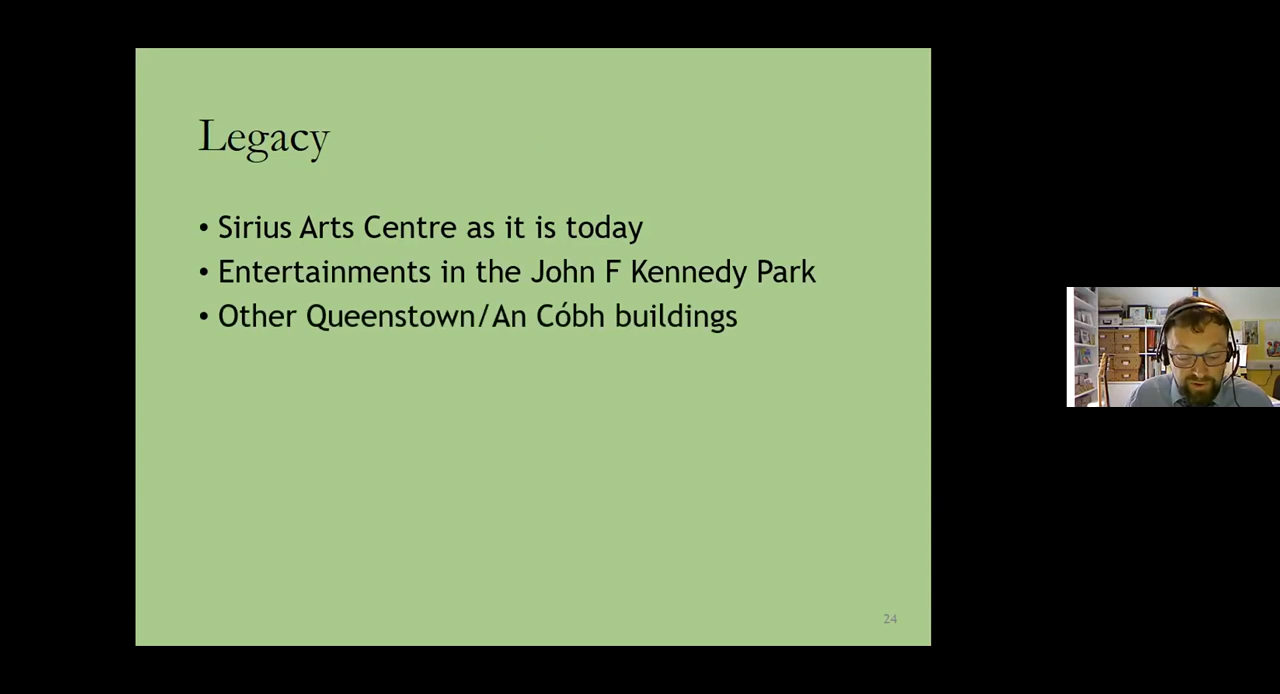 Legacy
• Sirius Arts Centre as it is today
• Entertainments in the John F Kennedy Park
• Other Queenstown/An Cóbh buildings
24